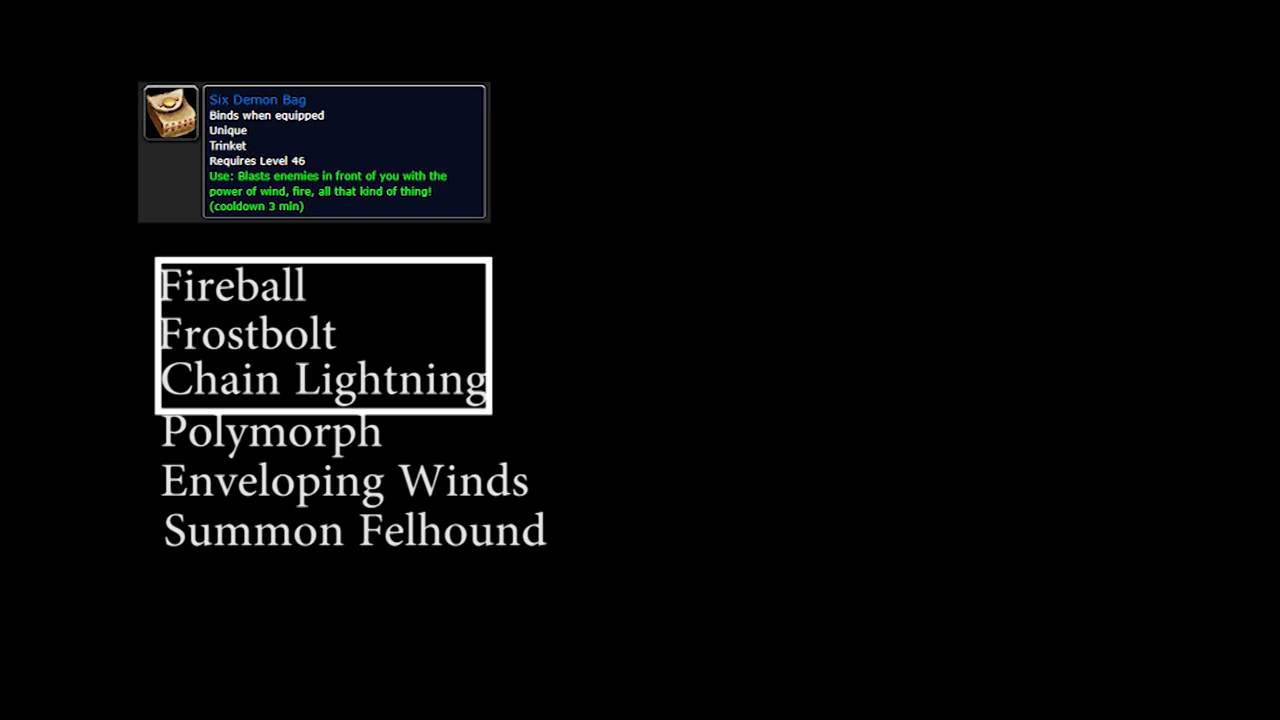 Six Demon Bag
Binds when equipped
Unique
Trinket
Requires Level 46
Use: Blasts enemies in front of you with the
power of wind, fire, all that kind of thing!
(cooldown 3 min)
Fireball
Frostbolt
Chain Lightning
Polymorph
Enveloping Winds
Summon Felhound